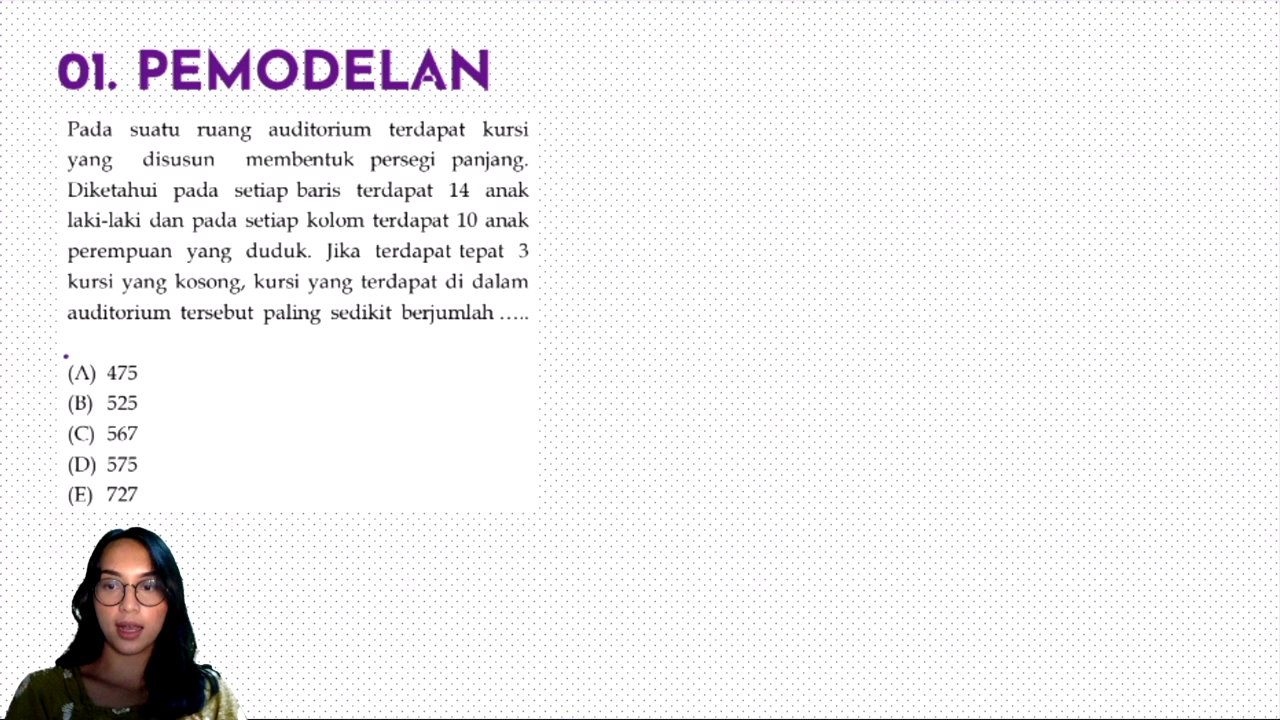 01. PEMODELAN
Pada suatu ruang auditorium terdapat kursi
yang disusun membentuk persegi panjang.
Diketahui pada setiap baris terdapat 14 anak
laki-laki dan pada setiap kolom terdapat 10 anak
perempuan yang duduk. Jika terdapat tepat 3
kursi yang kosong, kursi yang terdapat di dalam
auditorium tersebut paling sedikit berjumlah …..
(A) 475
(B) 525
(C) 567
(D) 575
(E) 727